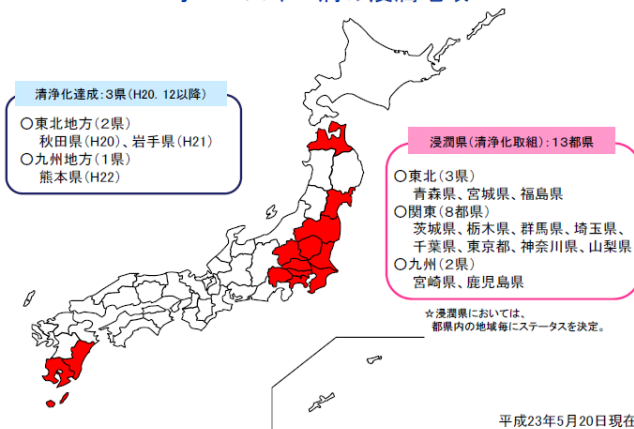 清浄化達成:3県(H20.12以降)
○東北地方(2県)
秋田県(H20)、岩手県(H21)
○九州地方(1県)
熊本県(H22)
浸潤県(清浄化取組):13都県
○東北(3県)
青森県、宮城県、福島県
○関東(8都県)
茨城県、栃木県、群馬県、埼玉県、
千葉県、東京都、神奈川県、山梨県
○九州(2県)
宮崎県、鹿児島県
☆浸潤県においては、
都県内の地域毎にステータスを決定。
平成23年5月20日現在